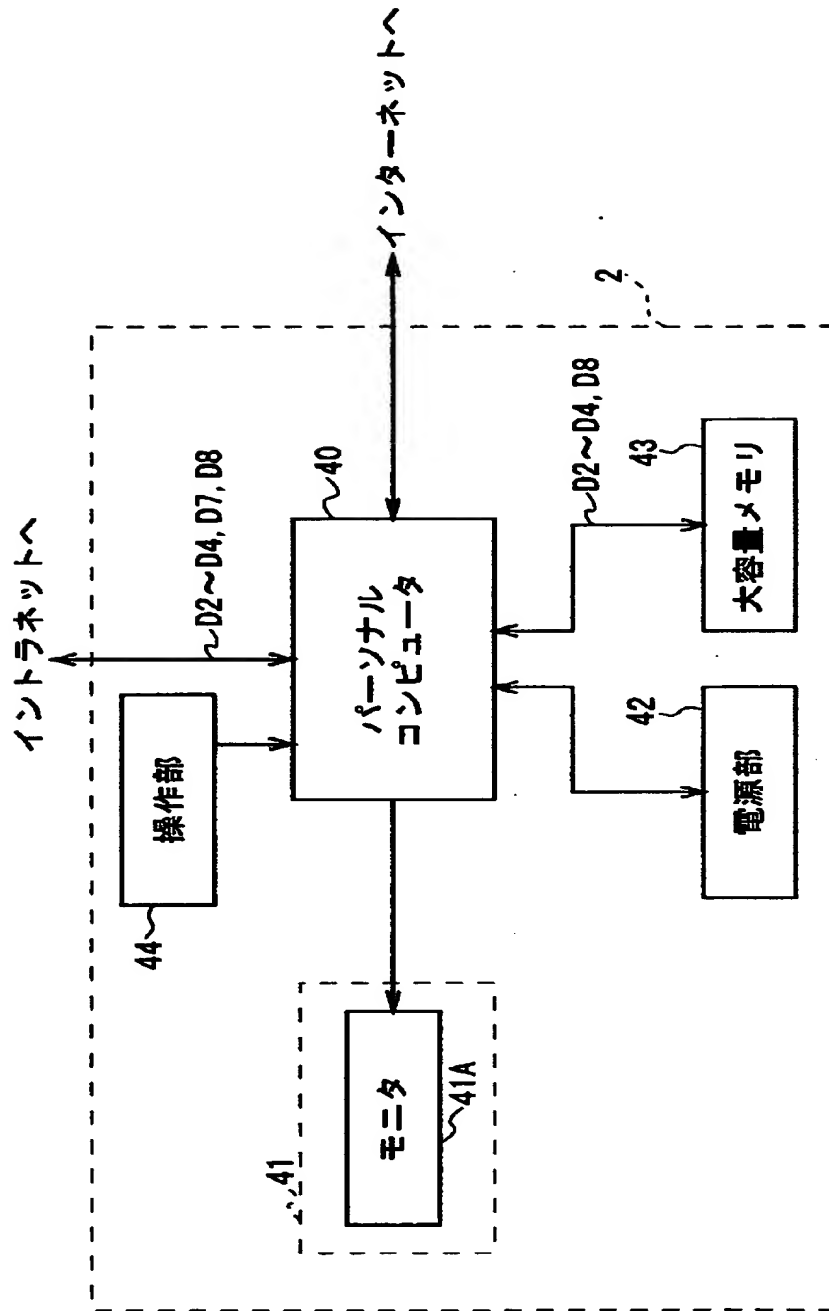 イントラネットへ
D2～D4, D7, D8
操作部
44
40
パーソナル
コンピュータ
インターネットへ
41
モニタ
41A
2
D2～D4, D8
42
電源部
43
大容量メモリ